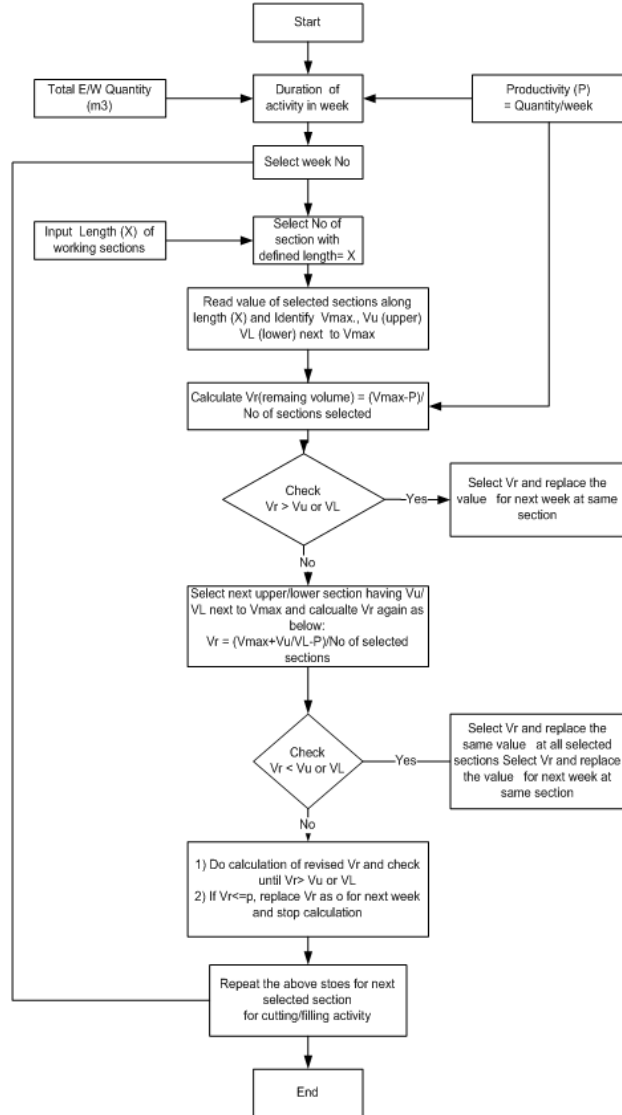 Start
Total E/W Quantity
(m3)
Duration of
activity in week
Productivity (P)
= Quantity/week
Select week No
Input Length (X) of
working sections
Select No of
section with
defined length= X
Read value of selected sections along
length (X) and Identify Vmax., Vu (upper)
VL (lower) next to Vmax
Calculate Vr(remaing volume) = (Vmax-P)/
No of sections selected
Check
Vr > Vu or VL
Yes
Select Vr and replace the
value for next week at same
section
No
Select next upper/lower section having Vu/
VL next to Vmax and calcualte Vr again as
below:
Vr = (Vmax+Vu/VL-P)/No of selected
sections
Check
Vr < Vu or VL
Yes
Select Vr and replace the
same value at all selected
sections Select Vr and replace
the value for next week at
same section
No
1) Do calculation of revised Vr and check
until Vr> Vu or VL
2) If Vr<=p, replace Vr as o for next week
and stop calculation
Repeat the above stoes for next
selected section
for cutting/filling activity
End